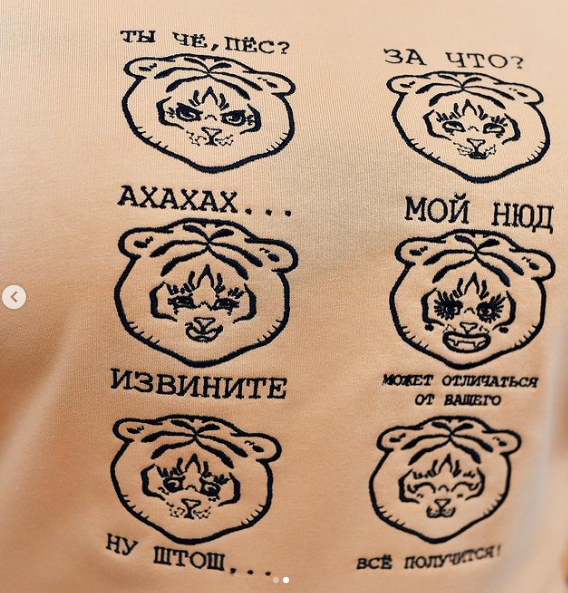 ТЫ ЧЁ, ПЁС?
ЗА ЧТО?
АХАХАХ...
МОЙ НЮД
ИЗВИНИТЕ
МОЖЕТ ОТЛИЧАТЬСЯ
ОТ ВАШЕГО
НУ ШТОШ...
ВСЁ ПОЛУЧИТСЯ!